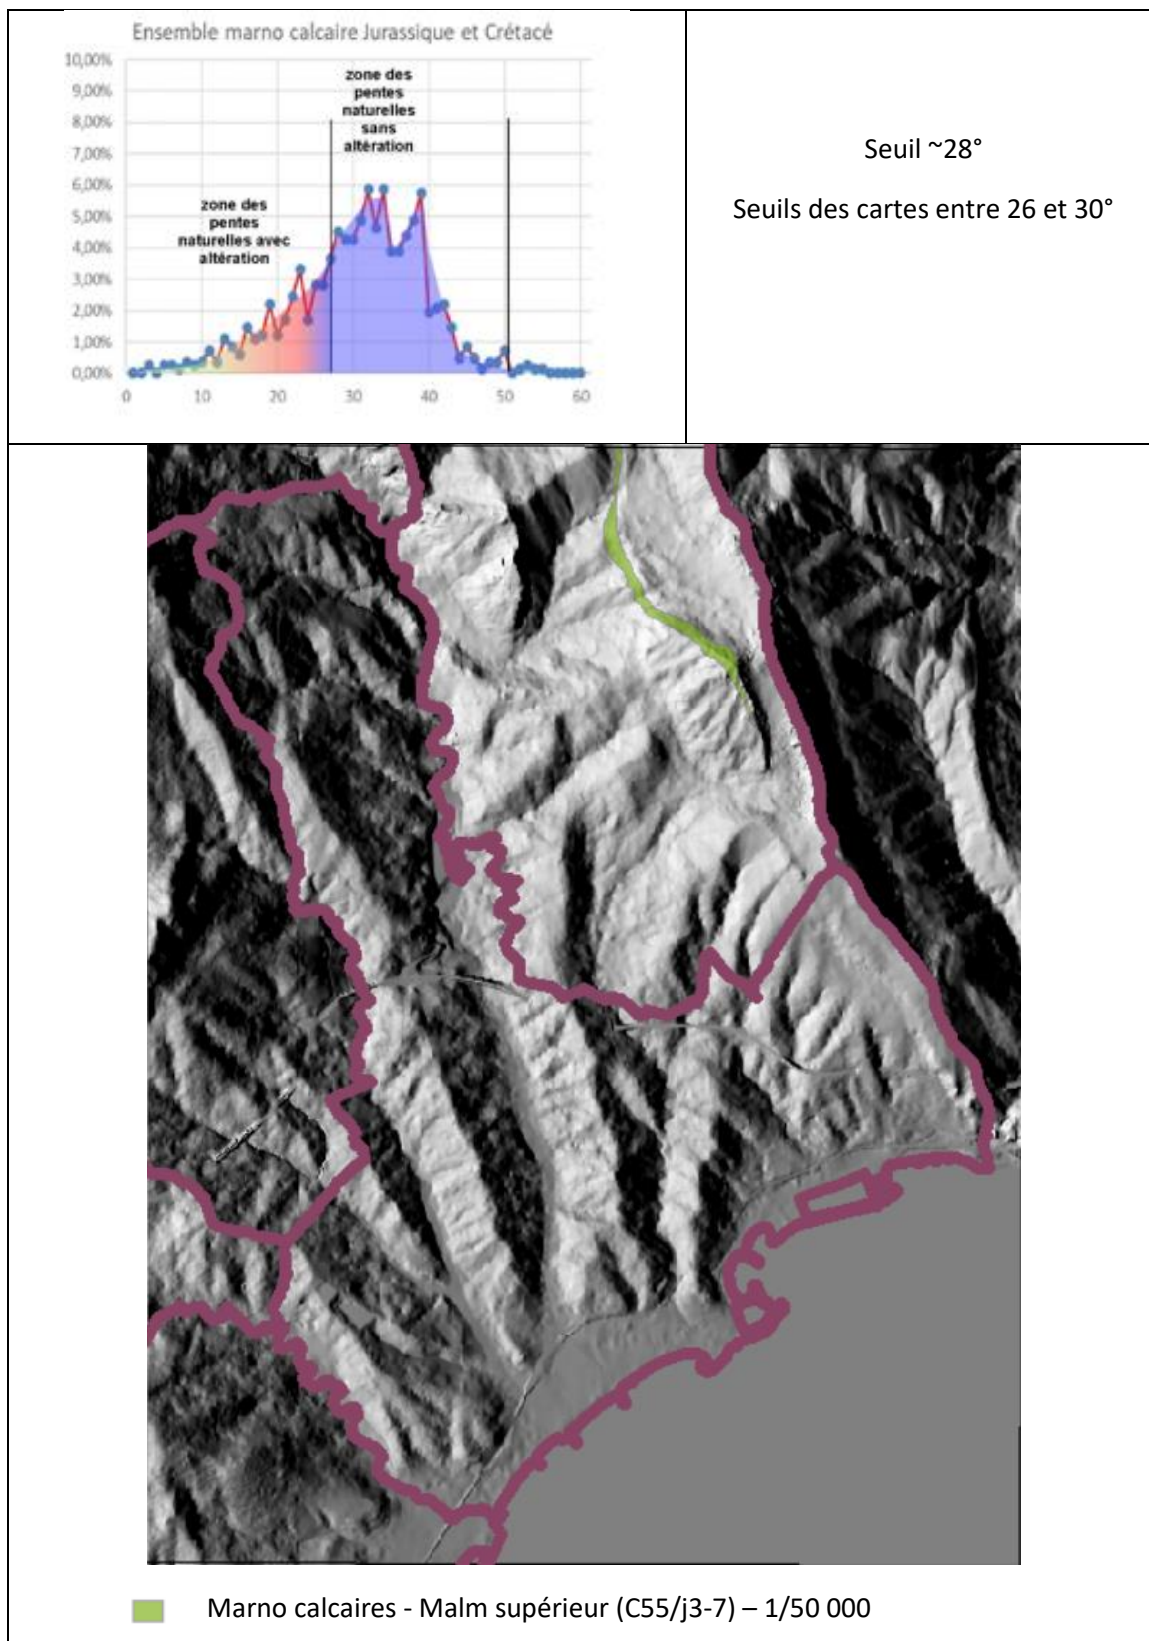 Ensemble marno calcaire Jurassique et Crétacé
10,00%
9,00%
8,00%
7,00%
6,00%
5,00%
4,00%
3,00%
2,00%
1,00%
0,00%
zone des
pentes
naturelles avec
altération
zone des
pentes
naturelles
sans
altération
0 10 20 30 40 50 60
Seuil ~28°
Seuils des cartes entre 26 et 30°
Marno calcaires - Malm supérieur (C55/j3-7) – 1/50 000